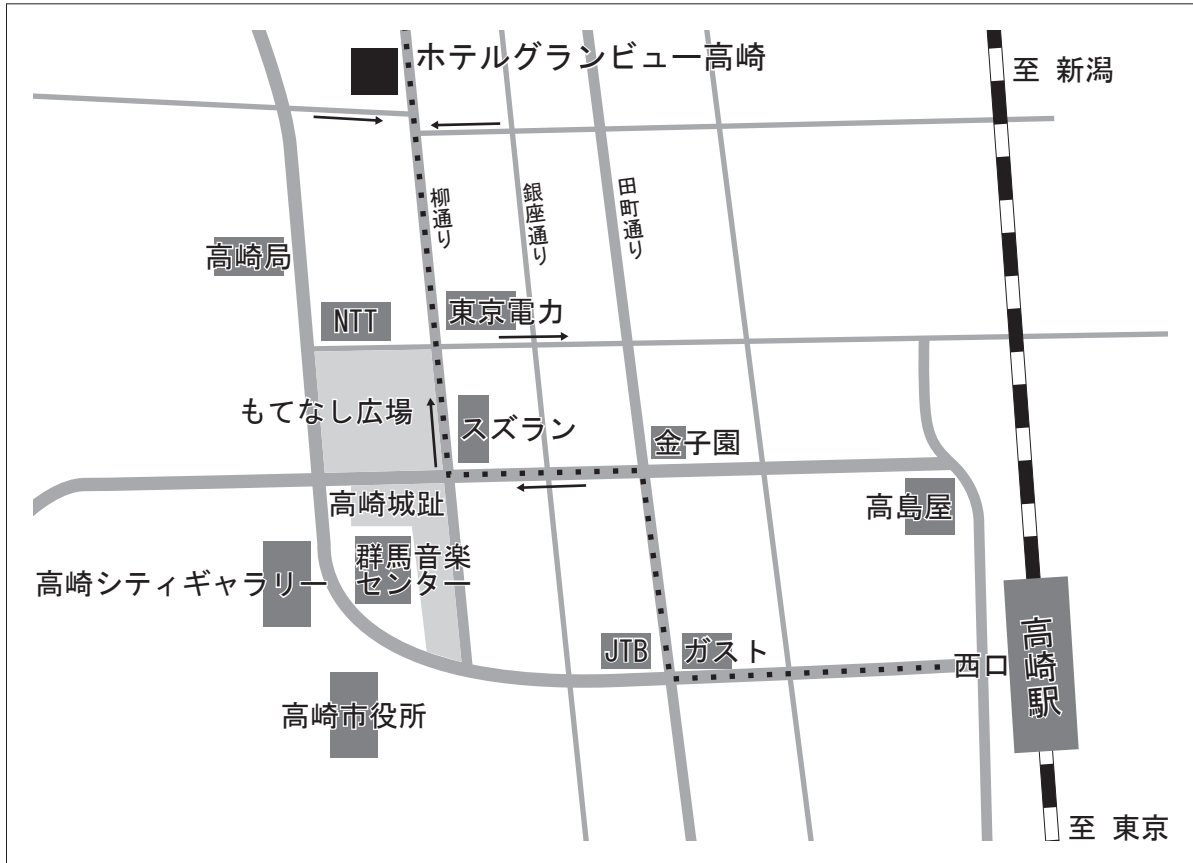 ホテルグランビュー高崎
至 新潟
柳通り
銀座通り
田町通り
高崎局
NTT
東京電力
もてなし広場
スズラン
金子園
高崎城趾
高島屋
群馬音楽
センター
高崎シティギャラリー
JTB
ガスト
西口
高崎駅
高崎市役所
至 東京